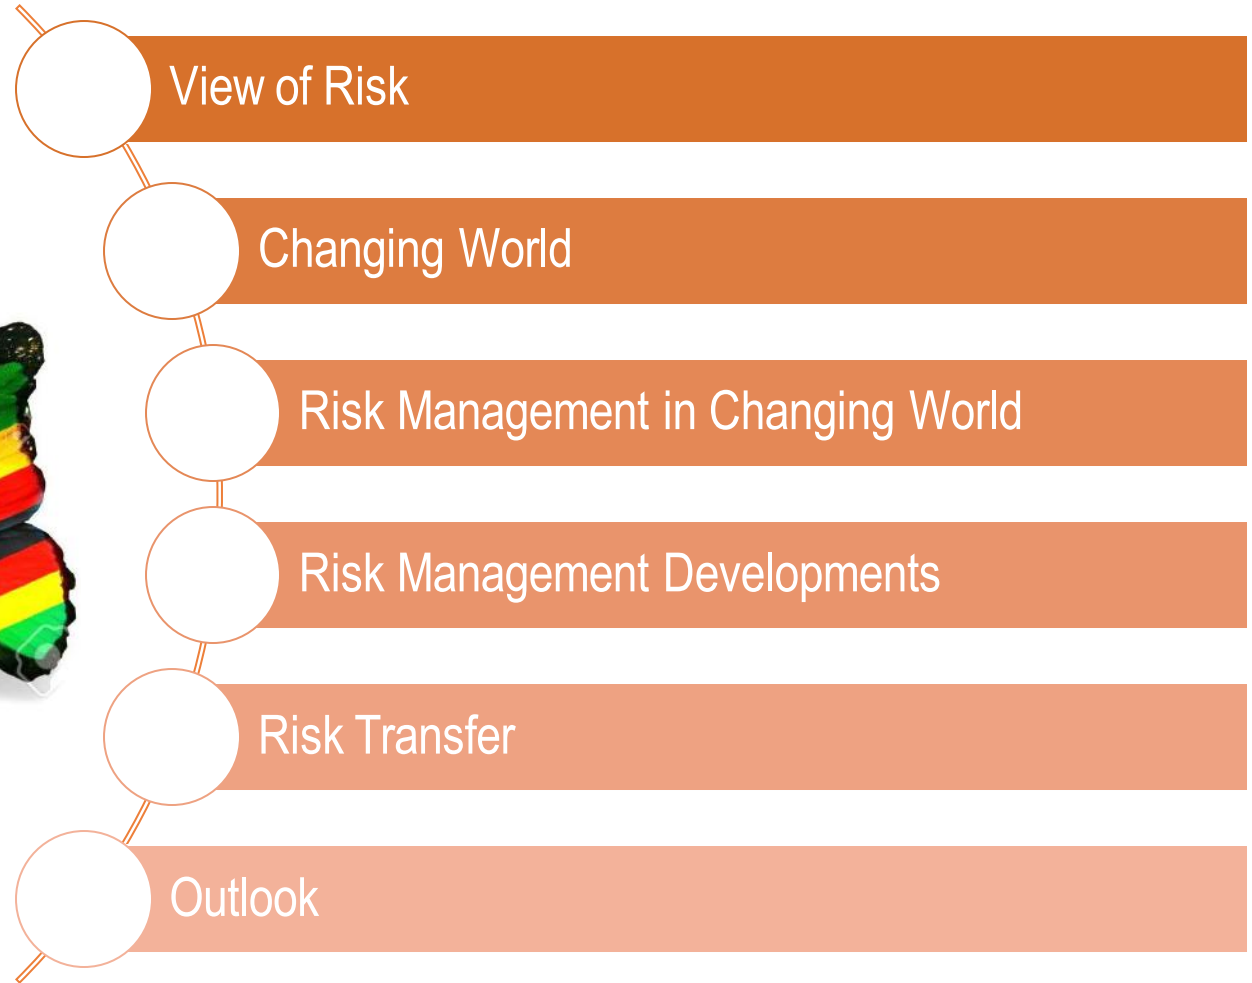 View of Risk
Changing World
Risk Management in Changing World
Risk Management Developments
Risk Transfer
Outlook